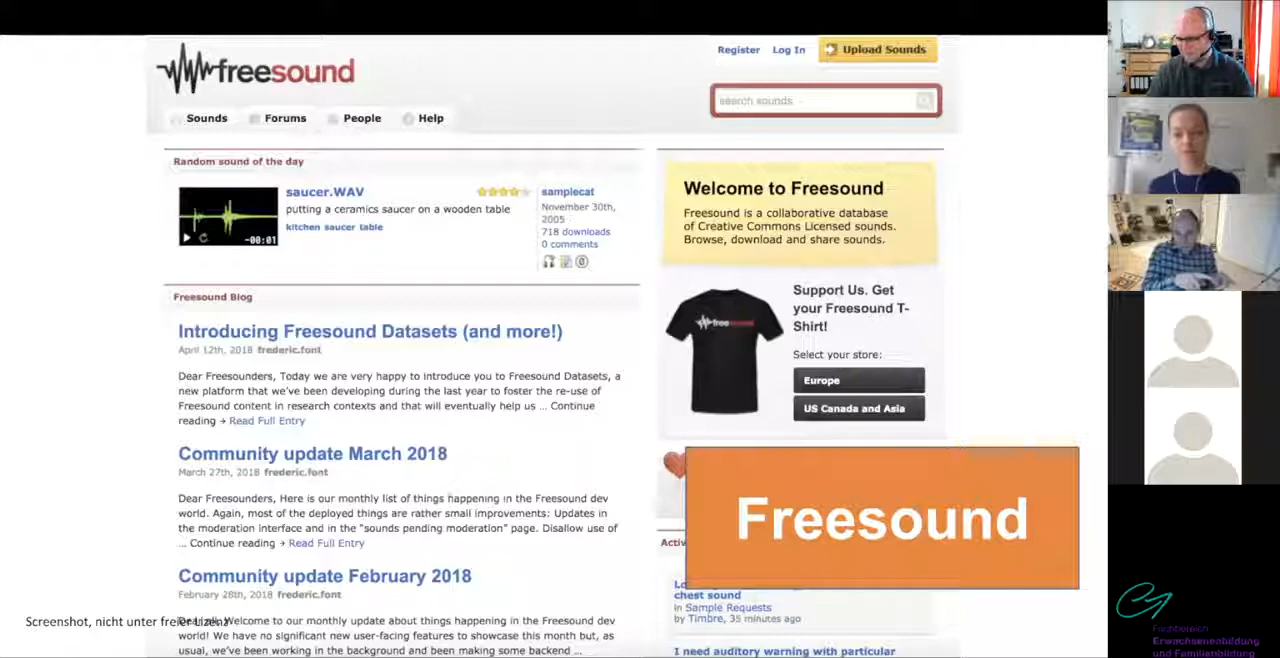 freesound
Register Log In Upload Sounds
search sounds
Sounds Forums People Help
Random sound of the day
saucer.WAV
putting a ceramics saucer on a wooden table
kitchen saucer table
~00:01
samplecat
November 30th,
2005
718 downloads
0 comments
Freesound Blog
Introducing Freesound Datasets (and more!)
April 12th, 2018 frederic.font
Dear Freesounders, Today we are very happy to introduce you to Freesound Datasets, a
new platform that we've been developing during the last year to foster the re-use of
Freesound content in research contexts and that will eventually help us ... Continue
reading → Read Full Entry
Community update March 2018
March 27th, 2018 frederic.font
Dear Freesounders, Here is our monthly list of things happening in the Freesound dev
world. Again, most of the deployed things are rather small improvements: Updates in
the moderation interface and in the "sounds pending moderation" page. Disallow use of
... Continue reading → Read Full Entry
Community update February 2018
February 28th, 2018 frederic.font
Welcome to our monthly update about things happening in the Freesound dev
world! We have no significant new user-facing features to showcase this month but, as
usual, we've been working in the background and been making some backend ...
Screenshot, nicht unter freier Lizenz
Welcome to Freesound
Freesound is a collaborative database
of Creative Commons Licensed sounds.
Browse, download and share sounds.
freesound
Support Us. Get
your Freesound T-
Shirt!
Select your store:
Europe
US Canada and Asia
Freesound
chest sound
in Sample Requests
by Timbre, 35 minutes ago
I need auditory warning with particular
Fachbereich
Erwachsenenbildung
und Familienbildung